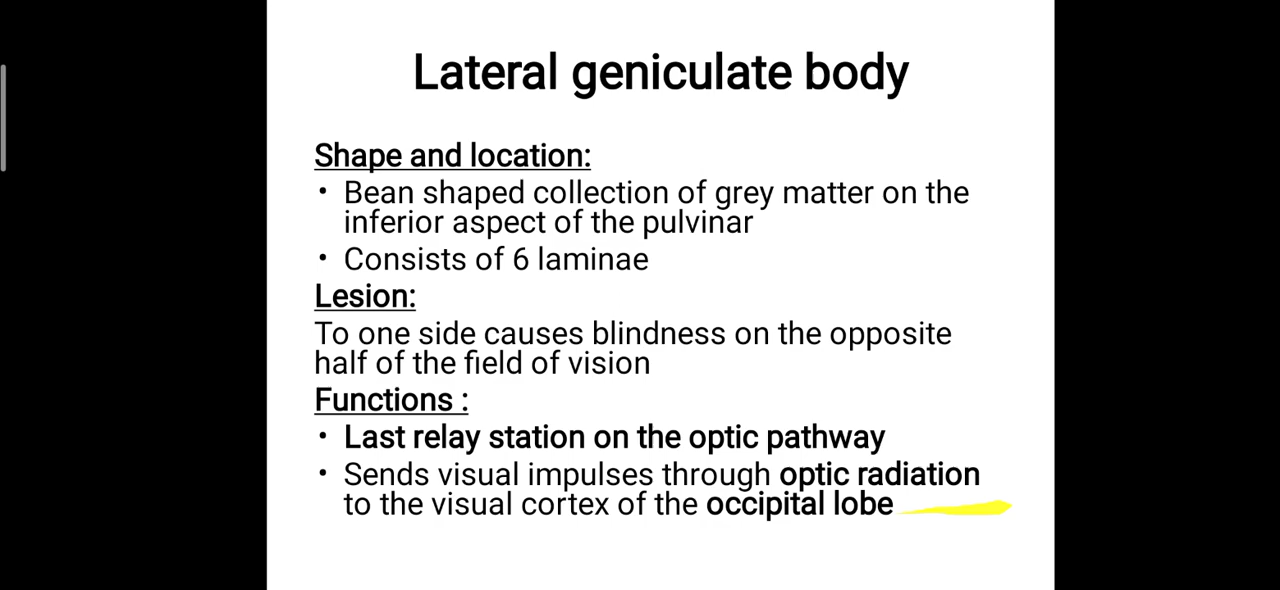 Lateral geniculate body
Shape and location:
• Bean shaped collection of grey matter on the
inferior aspect of the pulvinar
• Consists of 6 laminae
Lesion:
To one side causes blindness on the opposite
half of the field of vision
Functions :
• Last relay station on the optic pathway
• Sends visual impulses through optic radiation
to the visual cortex of the occipital lobe